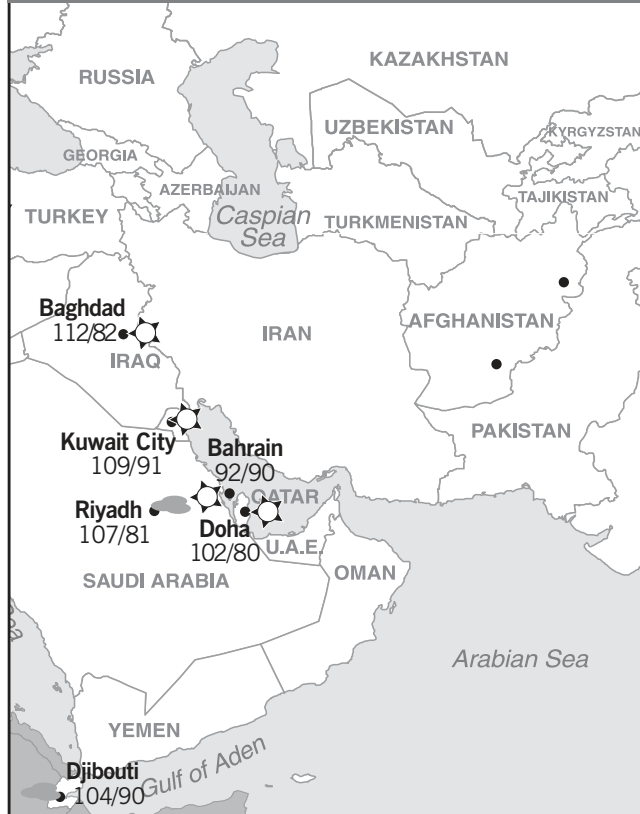 KAZAKHSTAN
RUSSIA
UZBEKISTAN
KYRGYZSTAN
GEORGIA
AZERBAIJAN
TAJIKISTAN
TURKEY
Caspian
Sea
TURKMENISTAN
Baghdad
112/82
IRAQ
IRAN
AFGHANISTAN
PAKISTAN
Kuwait City
109/91
Bahrain
92/90
QATAR
Riyadh
107/81
Doha
102/80
U.A.E.
SAUDI ARABIA
OMAN
Arabian Sea
YEMEN
Gulf of Aden
Djibouti
104/90